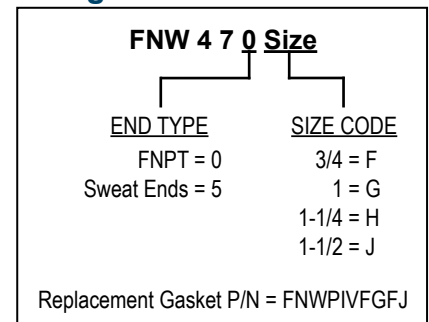 FNW 4 7 0 Size
END TYPE SIZE CODE
FNPT = 0 3/4 = F
Sweat Ends = 5 1 = G
1-1/4 = H
1-1/2 = J
Replacement Gasket P/N = FNWPIVFGFJ